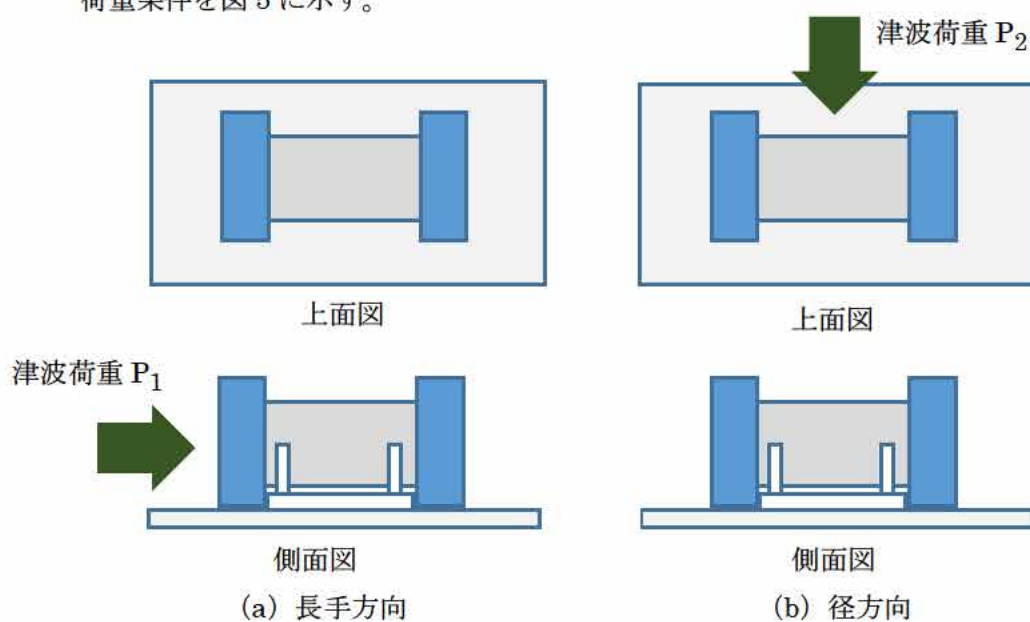 荷重条件を図 5 に示す。
津波荷重 P2
上面図
上面図
津波荷重 P1
側面図
側面図
(a) 長手方向
(b) 径方向